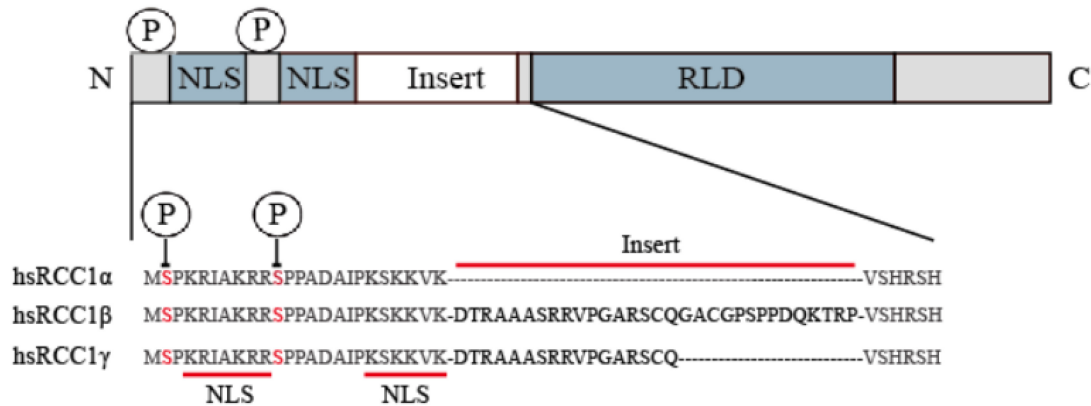 P P
N NLS NLS Insert RLD C
P P
Insert
hsRCC1α MSPKRIAKRRSPPADAIPKSKKVK----------------------------------VSHRSH
hsRCC1β MSPKRIAKRRSPPADAIPKSKKVK-DTRAAASRRVPGARSCQGACGPSPPDQKTRP-VSHRSH
hsRCC1γ MSPKRIAKRRSPPADAIPKSKKVK-DTRAAASRRVPGARSCQ---------------VSHRSH
NLS NLS